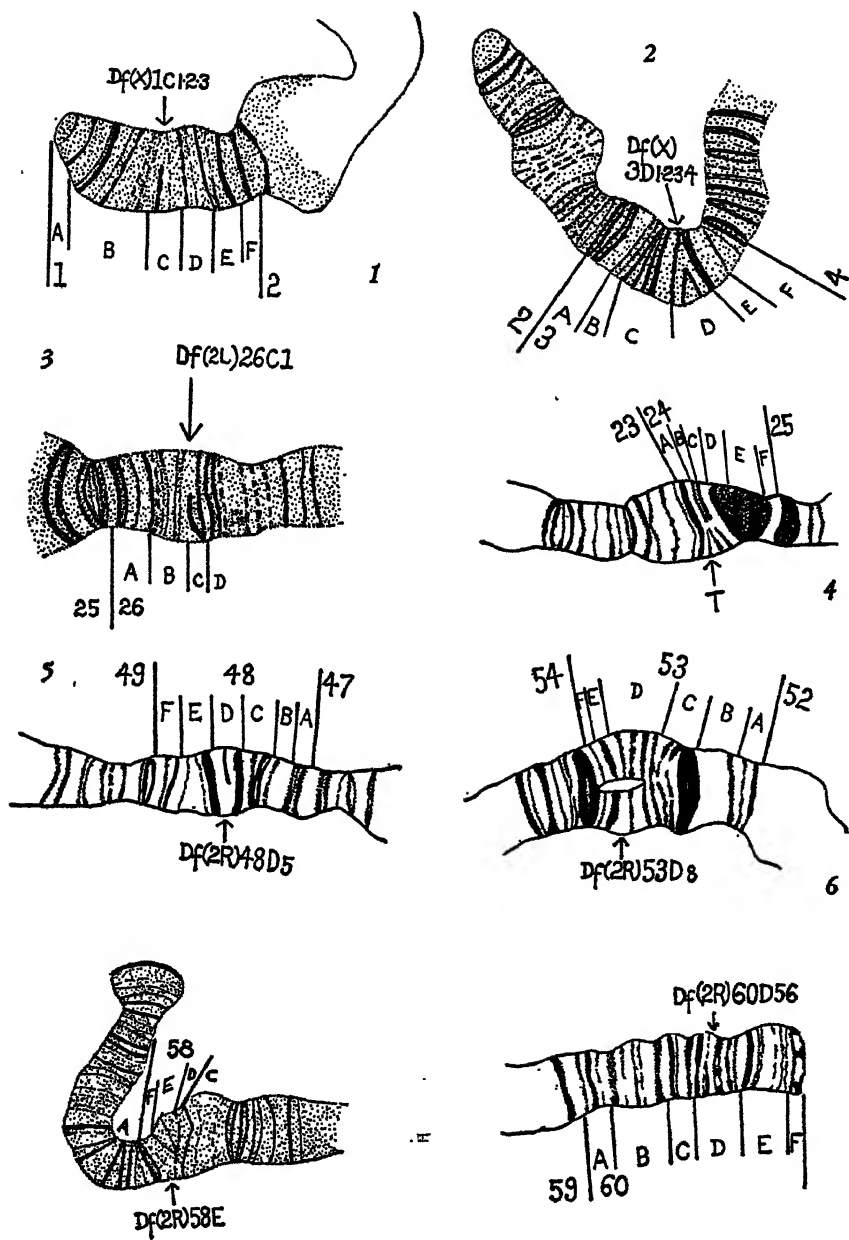 Df(X)1C123
A B C D E F
1 2
1
2
Df(X)
3D1234
2 3 A B C D E F 4
3
Df(2L)26C1
A B C D
25 26
23 24 A B C D E F 25
T
4
5
49 48 47
F E D C B A
Df(2R)48D5
54 53 52
F E D C B A
Df(2R)53D8
6
58
A F E D C
Df(2R)58E
Df(2R)60D56
A B C D E F
59 60